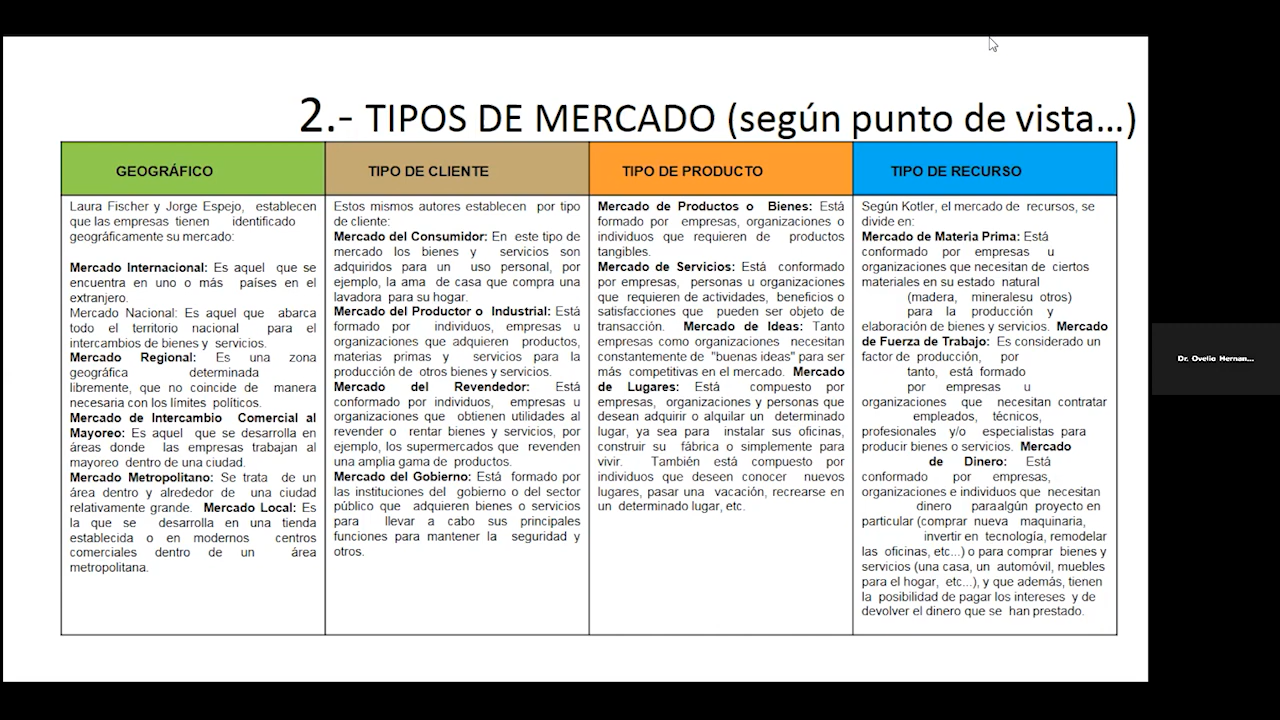 2.- TIPOS DE MERCADO (según punto de vista...)
GEOGRÁFICO
Laura Fischer y Jorge Espejo, establecen
que las empresas tienen identificado
geográficamente su mercado:
Mercado Internacional: Es aquel que se
encuentra en uno o más países en el
extranjero.
Mercado Nacional: Es aquel que abarca
todo el territorio nacional para el
intercambios de bienes y servicios.
Mercado Regional: Es una zona
geográfica determinada
libremente, que no coincide de manera
necesaria con los límites políticos.
Mercado de Intercambio Comercial al
Mayoreo: Es aquel que se desarrolla en
áreas donde las empresas trabajan al
mayoreo dentro de una ciudad.
Mercado Metropolitano: Se trata de un
área dentro y alrededor de una ciudad
relativamente grande. Mercado Local: Es
la que se desarrolla en una tienda
establecida o en modernos centros
comerciales dentro de un área
metropolitana.
TIPO DE CLIENTE
Estos mismos autores establecen por tipo
de cliente:
Mercado del Consumidor: En este tipo de
mercado los bienes y servicios son
adquiridos para un uso personal, por
ejemplo, la ama de casa que compra una
lavadora para su hogar.
Mercado del Productor o Industrial: Está
formado por individuos, empresas u
organizaciones que adquieren productos,
materias primas y servicios para la
producción de otros bienes y servicios.
Mercado del Revendedor: Está
conformado por individuos, empresas u
organizaciones que obtienen utilidades al
revender o rentar bienes y servicios, por
ejemplo, los supermercados que revenden
una amplia gama de productos.
Mercado del Gobierno: Está formado por
las instituciones del gobierno o del sector
público que adquieren bienes o servicios
para llevar a cabo sus principales
funciones para mantener la seguridad y
otros.
TIPO DE PRODUCTO
Mercado de Productos o Bienes: Está
formado por empresas, organizaciones o
individuos que requieren de productos
tangibles.
Mercado de Servicios: Está conformado
por empresas, personas u organizaciones
que requieren de actividades, beneficios o
satisfacciones que pueden ser objeto de
transacción. Mercado de Ideas: Tanto
empresas como organizaciones necesitan
constantemente de "buenas ideas" para ser
más competitivas en el mercado. Mercado
de Lugares: Está compuesto por
empresas, organizaciones y personas que
desean adquirir o alquilar un determinado
lugar, ya sea para instalar sus oficinas,
construir su fábrica o simplemente para
vivir. También está compuesto por
individuos que deseen conocer nuevos
lugares, pasar una vacación, recrearse en
un determinado lugar, etc.
TIPO DE RECURSO
Según Kotler, el mercado de recursos, se
divide en:
Mercado de Materia Prima: Está
conformado por empresas u
organizaciones que necesitan de ciertos
materiales en su estado natural
(madera, mineralesu otros)
para la producción y
elaboración de bienes y servicios. Mercado
de Fuerza de Trabajo: Es considerado un
factor de producción, por
tanto, está formado
por empresas u
organizaciones que necesitan contratar
empleados, técnicos,
profesionales y/o especialistas para
producir bienes o servicios. Mercado
de Dinero: Está
conformado por empresas,
organizaciones e individuos que necesitan
dinero paraalgún proyecto en
particular (comprar nueva maquinaria,
invertir en tecnología, remodelar
las oficinas, etc...) o para comprar bienes y
servicios (una casa, un automóvil, muebles
para el hogar, etc...), y que además, tienen
la posibilidad de pagar los intereses y de
devolver el dinero que se han prestado.
Dr. Ovelio Hernan...